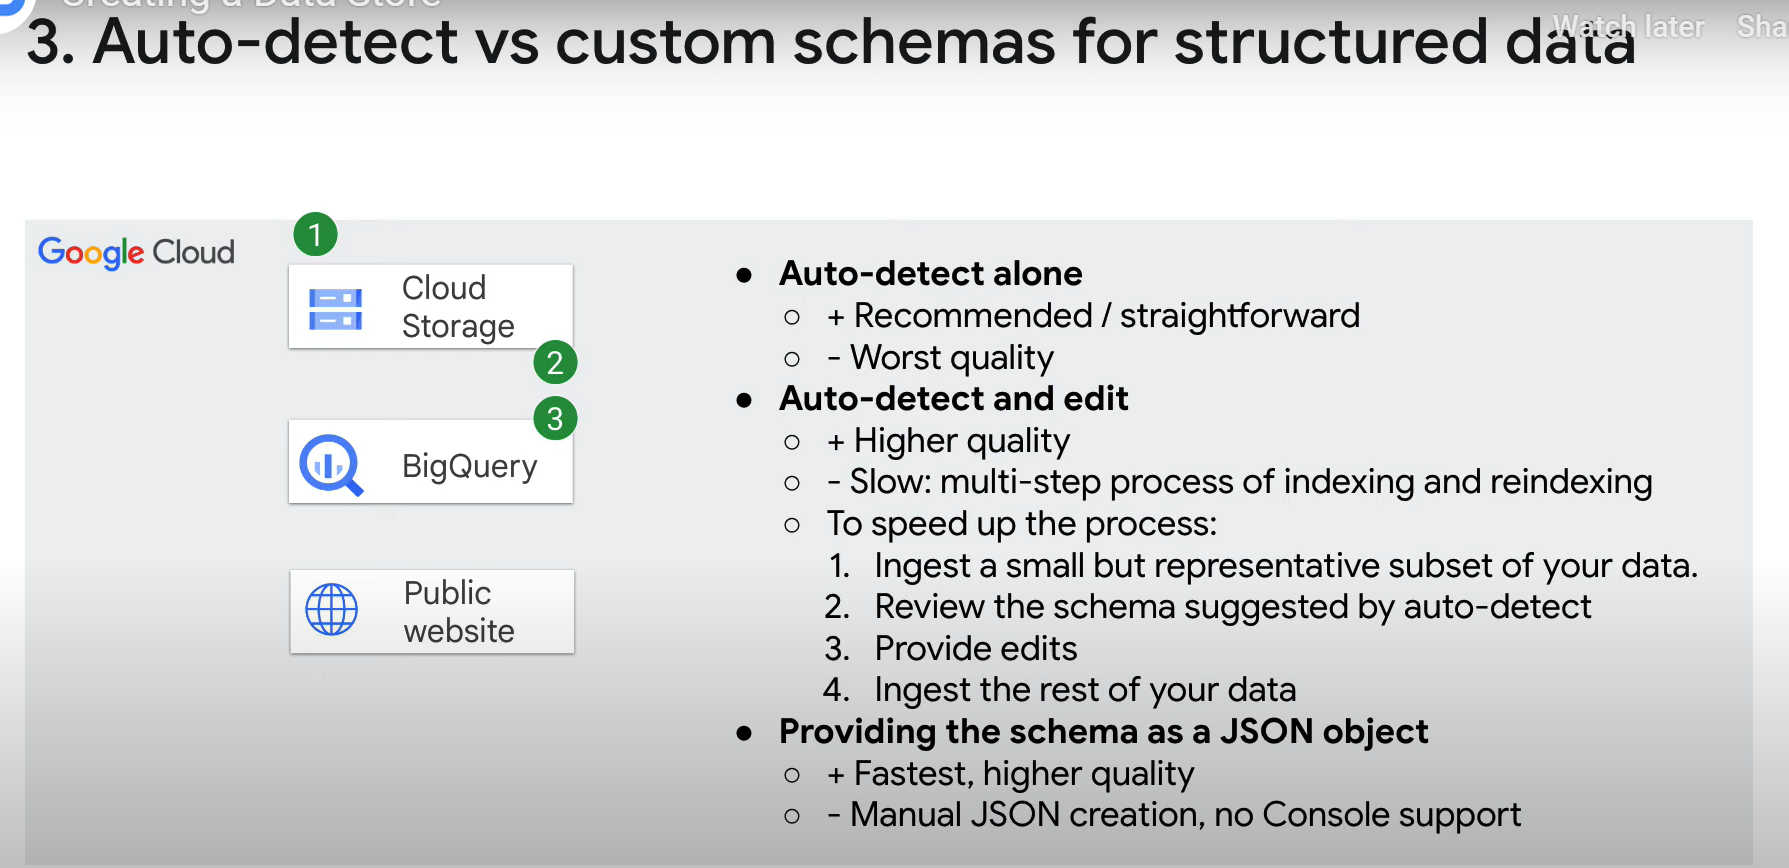 Creating a Data Store
Watch later
3. Auto-detect vs custom schemas for structured data
Google Cloud
1
Cloud
Storage
2
3
BigQuery
Public
website
● Auto-detect alone
○ + Recommended / straightforward
○ - Worst quality
● Auto-detect and edit
○ + Higher quality
○ - Slow: multi-step process of indexing and reindexing
○ To speed up the process:
1. Ingest a small but representative subset of your data.
2. Review the schema suggested by auto-detect
3. Provide edits
4. Ingest the rest of your data
● Providing the schema as a JSON object
○ + Fastest, higher quality
○ - Manual JSON creation, no Console support